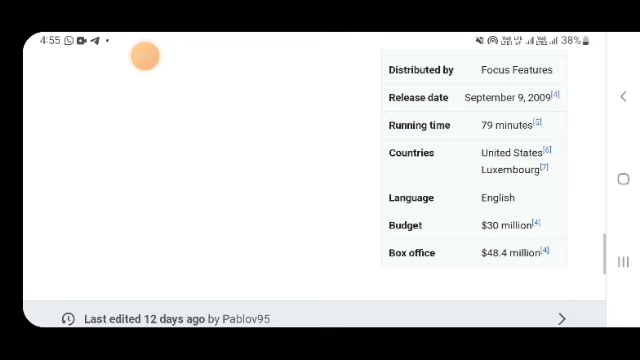 4:55 38%
Distributed by Focus Features
Release date September 9, 2009[4]
Running time 79 minutes[5]
Countries United States[6]
Luxembourg[7]
Language English
Budget $30 million[4]
Box office $48.4 million[4]
Last edited 12 days ago by Pablov95